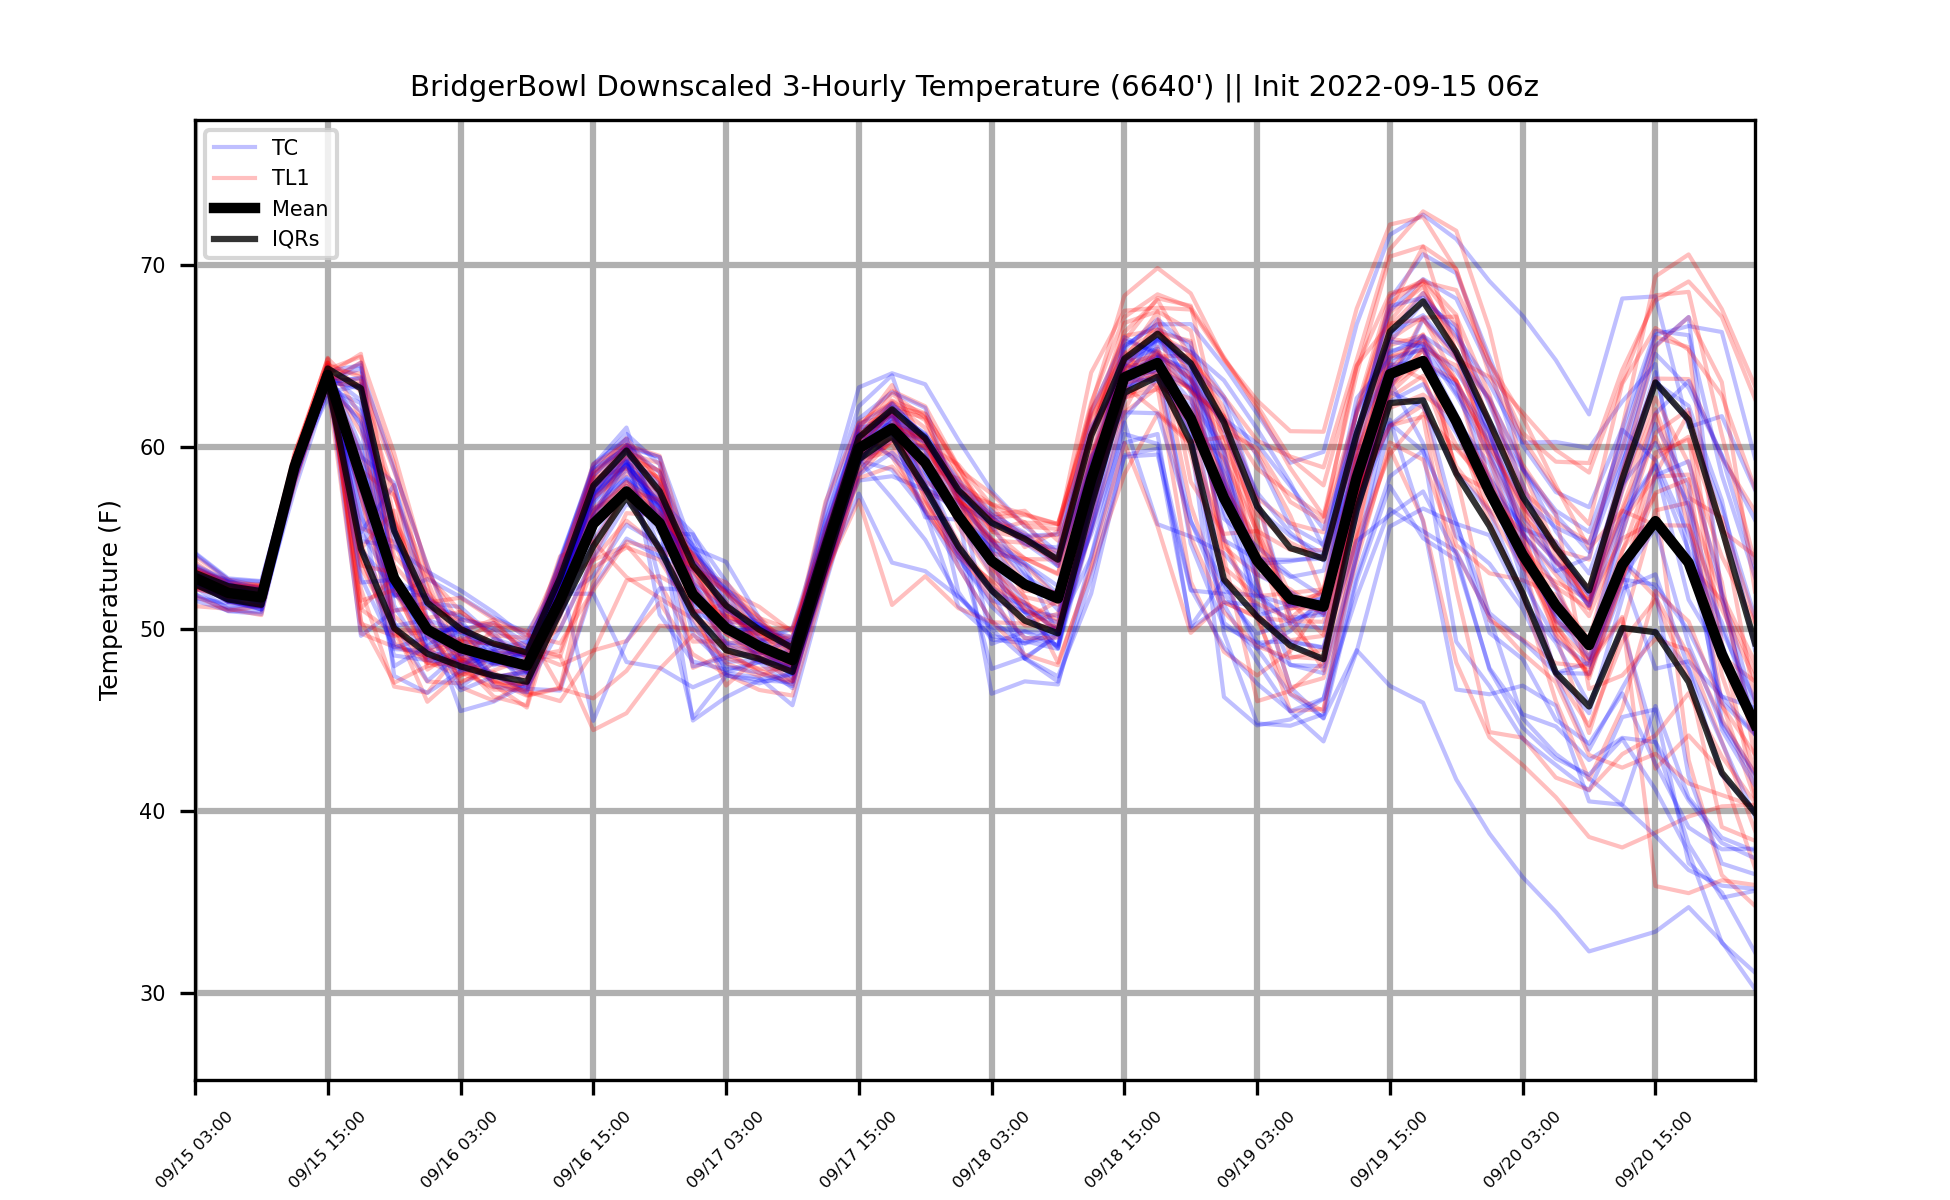 BridgerBowl Downscaled 3-Hourly Temperature (6640') || Init 2022-09-15 06z
TC
TL1
Mean
IQRs
Temperature (F)
70
60
50
40
30
09/15 03:00
09/15 15:00
09/16 03:00
09/16 15:00
09/17 03:00
09/17 15:00
09/18 03:00
09/18 15:00
09/19 03:00
09/19 15:00
09/20 03:00
09/20 15:00